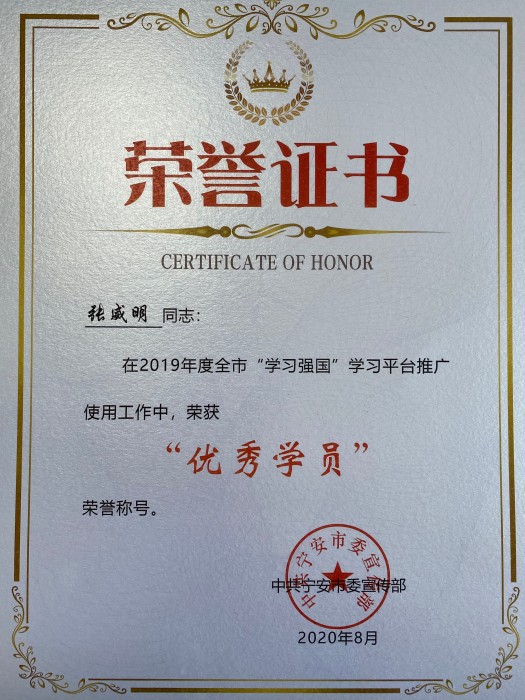 荣誉证书
CERTIFICATE OF HONOR
张威明 同志：
在2019年度全市“学习强国”学习平台推广
使用工作中，荣获
“优秀学员”
荣誉称号。
中共宁安市委宣传部
中共宁安市委宣传部
2020年8月